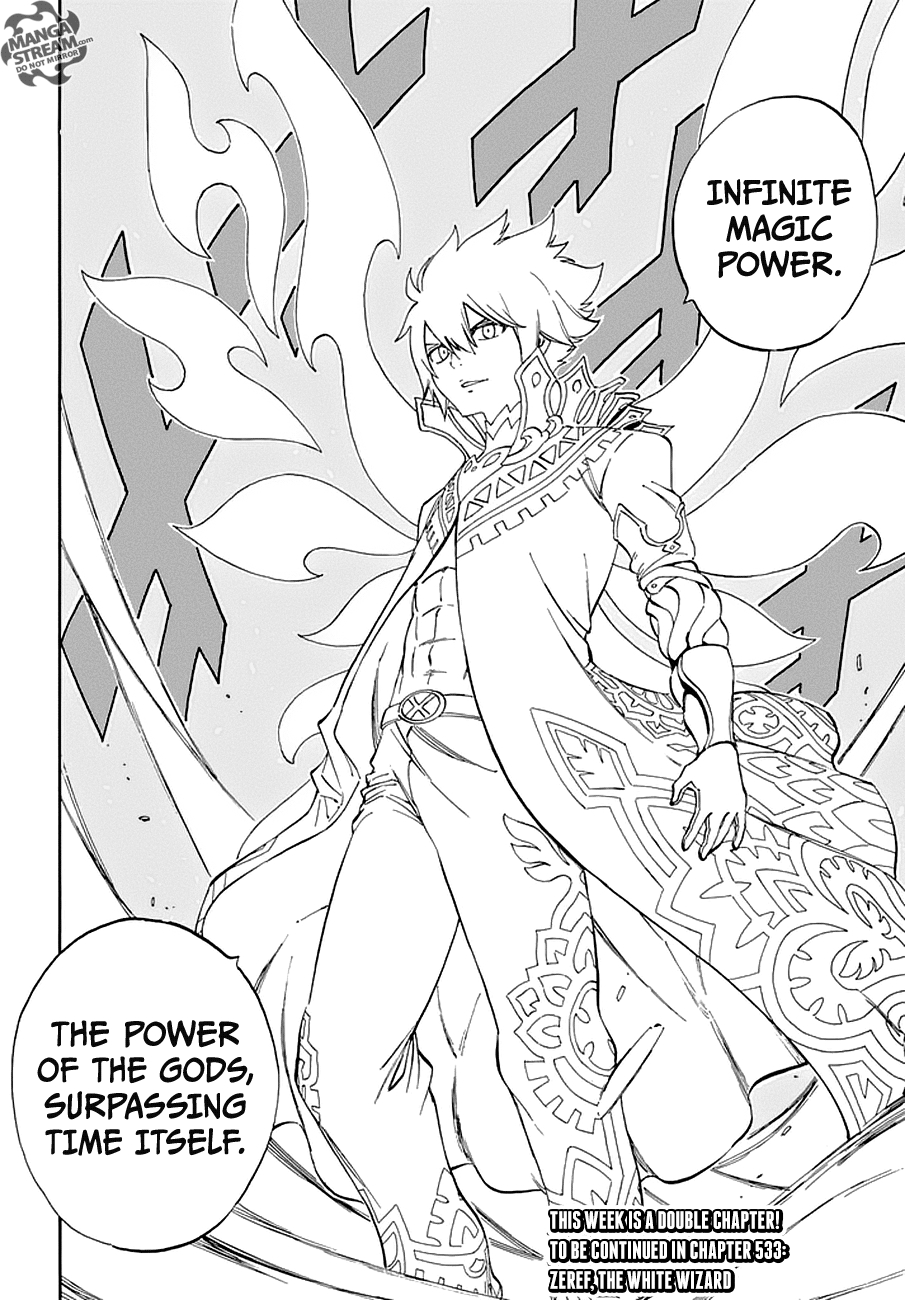 MANGA
STREAM.com
DO NOT MIRROR
INFINITE
MAGIC
POWER.
THE POWER
OF THE GODS,
SURPASSING
TIME ITSELF.
THIS WEEK IS A DOUBLE CHAPTER!
TO BE CONTINUED IN CHAPTER 533:
ZEREF, THE WHITE WIZARD